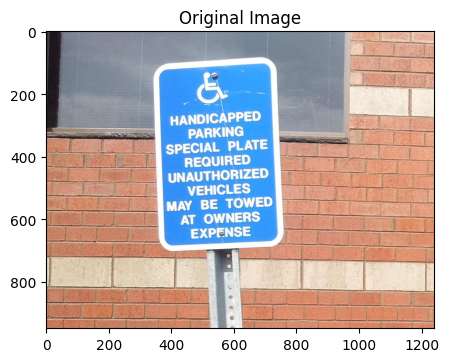 Original Image
0
200
400
600
800
HANDICAPPED
PARKING
SPECIAL PLATE
REQUIRED
UNAUTHORIZED
VEHICLES
MAY BE TOWED
AT OWNERS
EXPENSE
0 200 400 600 800 1000 1200